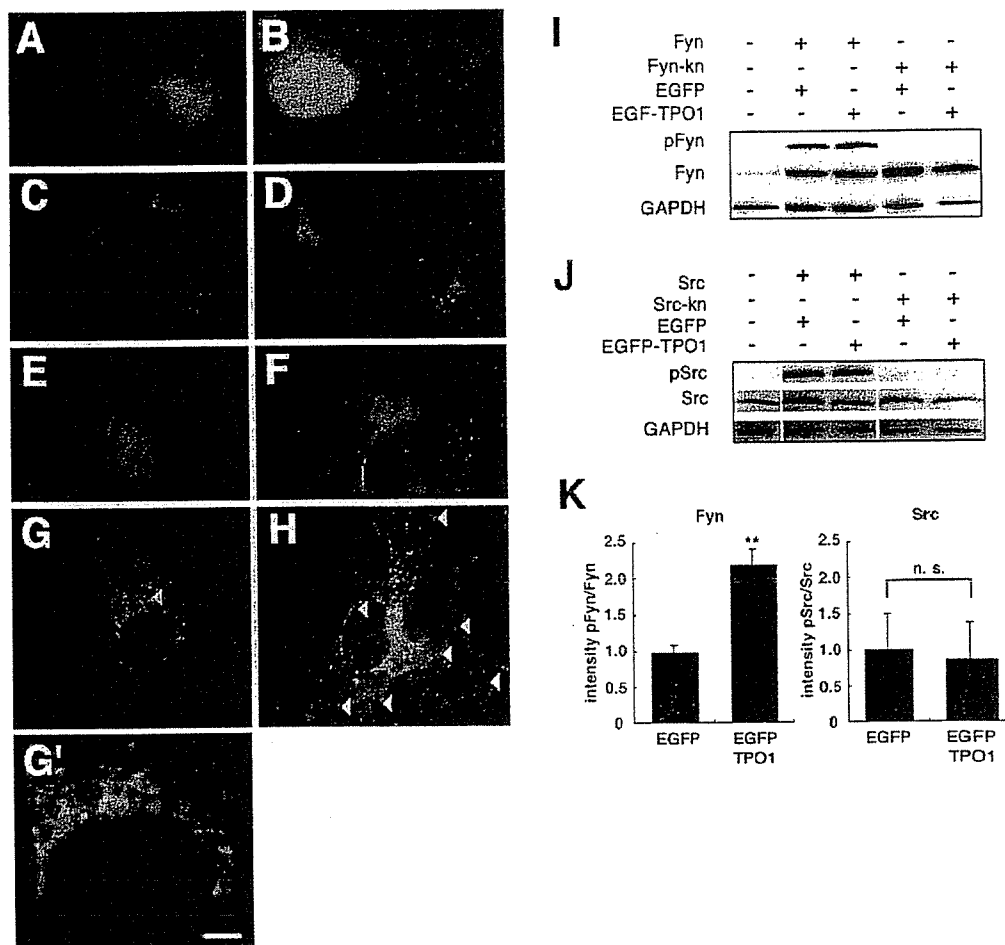 A
B
C
D
E
F
G
H
G'
I
Fyn - + + - -
Fyn-kn - - - + +
EGFP - + - + -
EGF-TPO1 - - + - +
pFyn
Fyn
GAPDH
J
Src - + + - -
Src-kn - - - + +
EGFP - + - + -
EGFP-TPO1 - - + - +
pSrc
Src
GAPDH
K
Fyn
intensity pFyn/Fyn
2.5
2.0
1.5
1.0
0.5
0
**
EGFP
EGFP
TPO1
Src
intensity pSrc/Src
2.5
2.0
1.5
1.0
0.5
0
n. s.
EGFP
EGFP
TPO1